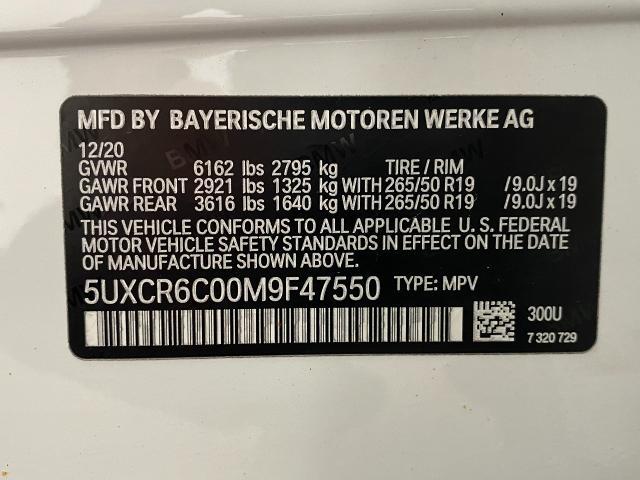 MFD BY BAYERISCHE MOTOREN WERKE AG
12/20
GVWR 6162 lbs 2795 kg TIRE / RIM
GAWR FRONT 2921 lbs 1325 kg WITH 265/50 R19 /9.0J x 19
GAWR REAR 3616 lbs 1640 kg WITH 265/50 R19 /9.0J x 19
THIS VEHICLE CONFORMS TO ALL APPLICABLE U. S. FEDERAL
MOTOR VEHICLE SAFETY STANDARDS IN EFFECT ON THE DATE OF
MANUFACTURE SHOWN ABOVE.
5UXCR6C00M9F47550 TYPE: MPV
300U
7 320 729